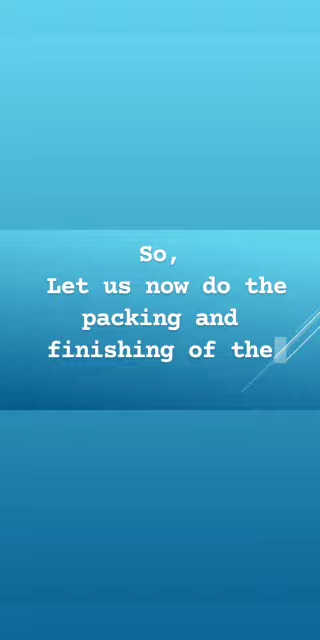 So,
Let us now do the
packing and
finishing of the